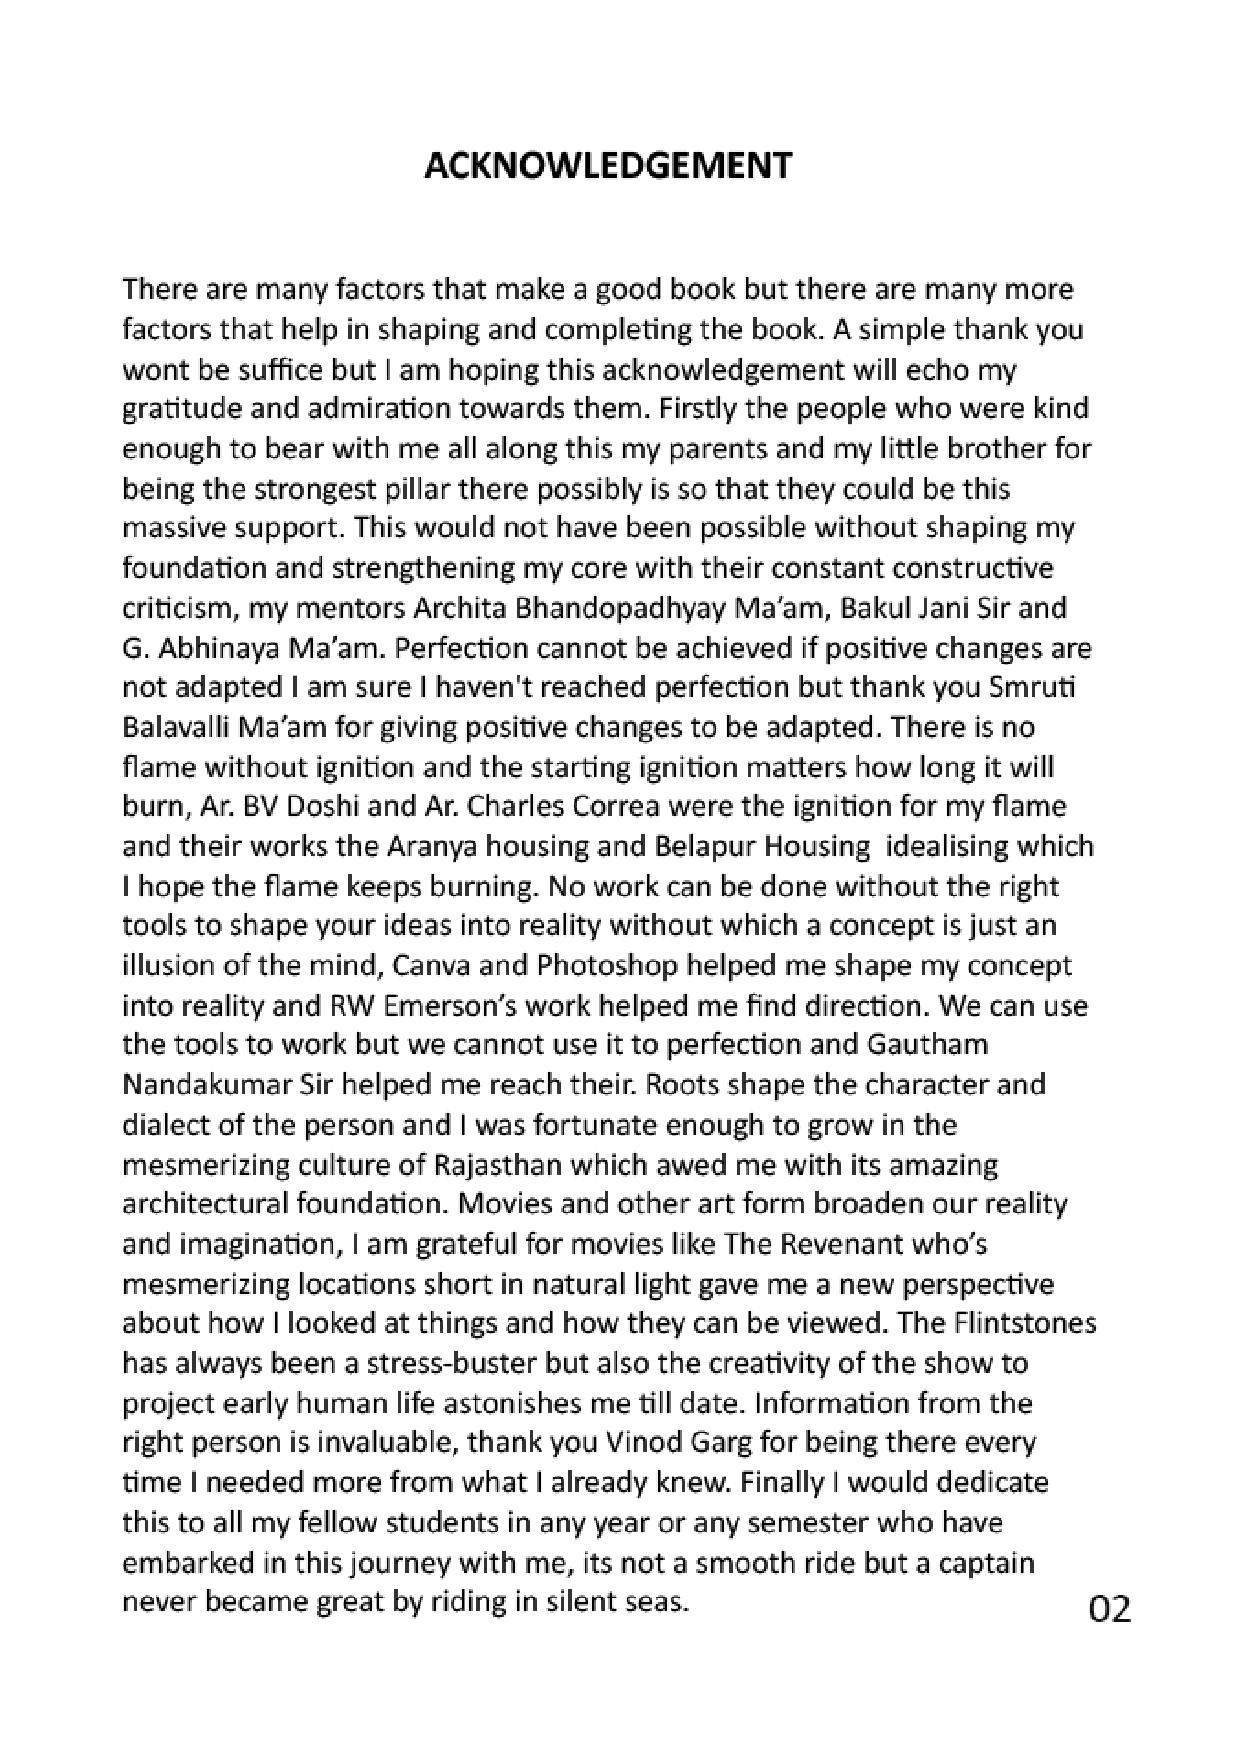 ACKNOWLEDGEMENT
There are many factors that make a good book but there are many more
factors that help in shaping and completing the book. A simple thank you
wont be suffice but I am hoping this acknowledgement will echo my
gratitude and admiration towards them. Firstly the people who were kind
enough to bear with me all along this my parents and my little brother for
being the strongest pillar there possibly is so that they could be this
massive support. This would not have been possible without shaping my
foundation and strengthening my core with their constant constructive
criticism, my mentors Archita Bhandopadhyay Ma’am, Bakul Jani Sir and
G. Abhinaya Ma’am. Perfection cannot be achieved if positive changes are
not adapted I am sure I haven't reached perfection but thank you Smruti
Balavalli Ma’am for giving positive changes to be adapted. There is no
flame without ignition and the starting ignition matters how long it will
burn, Ar. BV Doshi and Ar. Charles Correa were the ignition for my flame
and their works the Aranya housing and Belapur Housing  idealising which
I hope the flame keeps burning. No work can be done without the right
tools to shape your ideas into reality without which a concept is just an
illusion of the mind, Canva and Photoshop helped me shape my concept
into reality and RW Emerson’s work helped me find direction. We can use
the tools to work but we cannot use it to perfection and Gautham
Nandakumar Sir helped me reach their. Roots shape the character and
dialect of the person and I was fortunate enough to grow in the
mesmerizing culture of Rajasthan which awed me with its amazing
architectural foundation. Movies and other art form broaden our reality
and imagination, I am grateful for movies like The Revenant who’s
mesmerizing locations short in natural light gave me a new perspective
about how I looked at things and how they can be viewed. The Flintstones
has always been a stress-buster but also the creativity of the show to
project early human life astonishes me till date. Information from the
right person is invaluable, thank you Vinod Garg for being there every
time I needed more from what I already knew. Finally I would dedicate
this to all my fellow students in any year or any semester who have
embarked in this journey with me, its not a smooth ride but a captain
never became great by riding in silent seas.
02